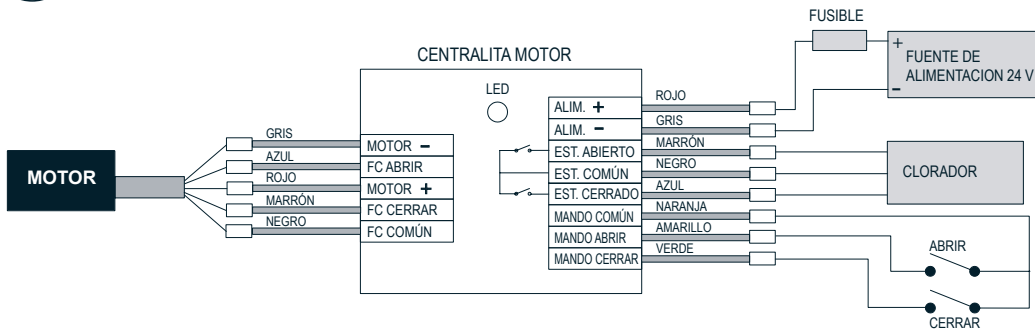 FUSIBLE
+
FUENTE DE
ALIMENTACION 24 V
-
CENTRALITA MOTOR
LED
MOTOR
GRIS
AZUL
ROJO
MARRÓN
NEGRO
MOTOR -
FC ABRIR
MOTOR +
FC CERRAR
FC COMÚN
ALIM. +
ALIM. -
EST. ABIERTO
EST. COMÚN
EST. CERRADO
MANDO COMÚN
MANDO ABRIR
MANDO CERRAR
ROJO
GRIS
MARRÓN
NEGRO
AZUL
NARANJA
AMARILLO
VERDE
CLORADOR
ABRIR
CERRAR